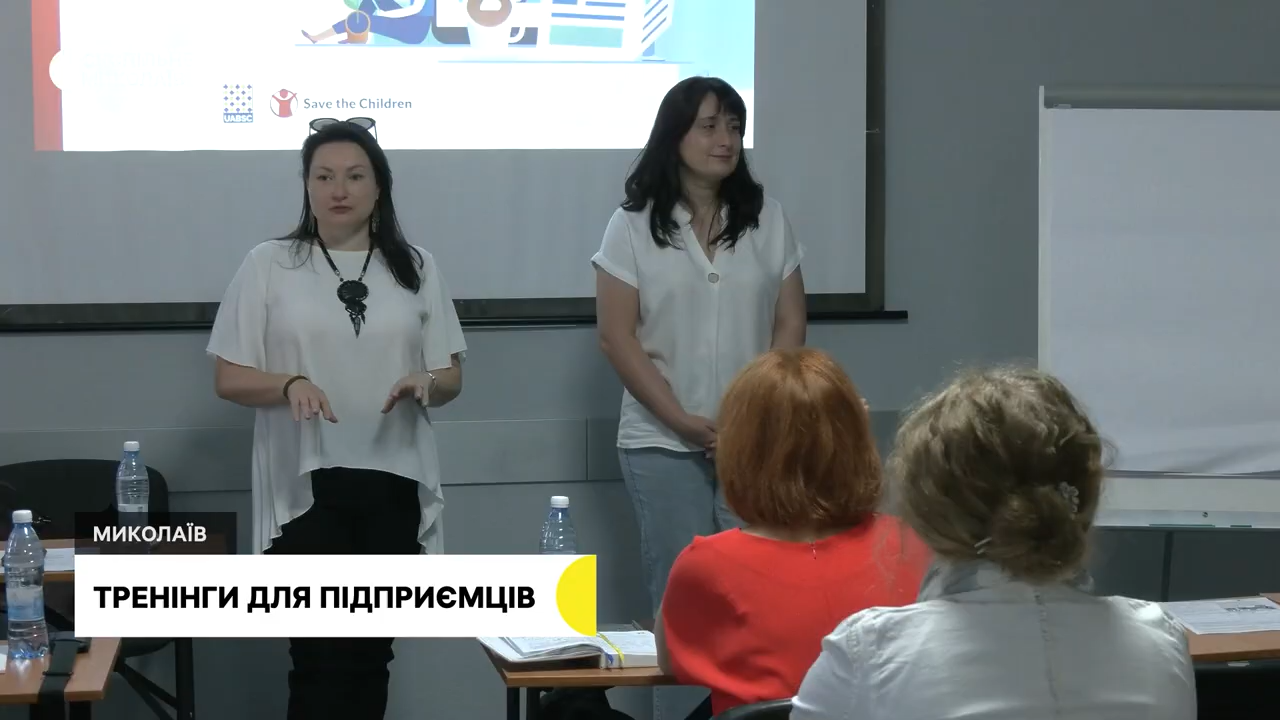 UABSC
Save the Children
МИКОЛАЇВ
ТРЕНІНГИ ДЛЯ ПІДПРИЄМЦІВ